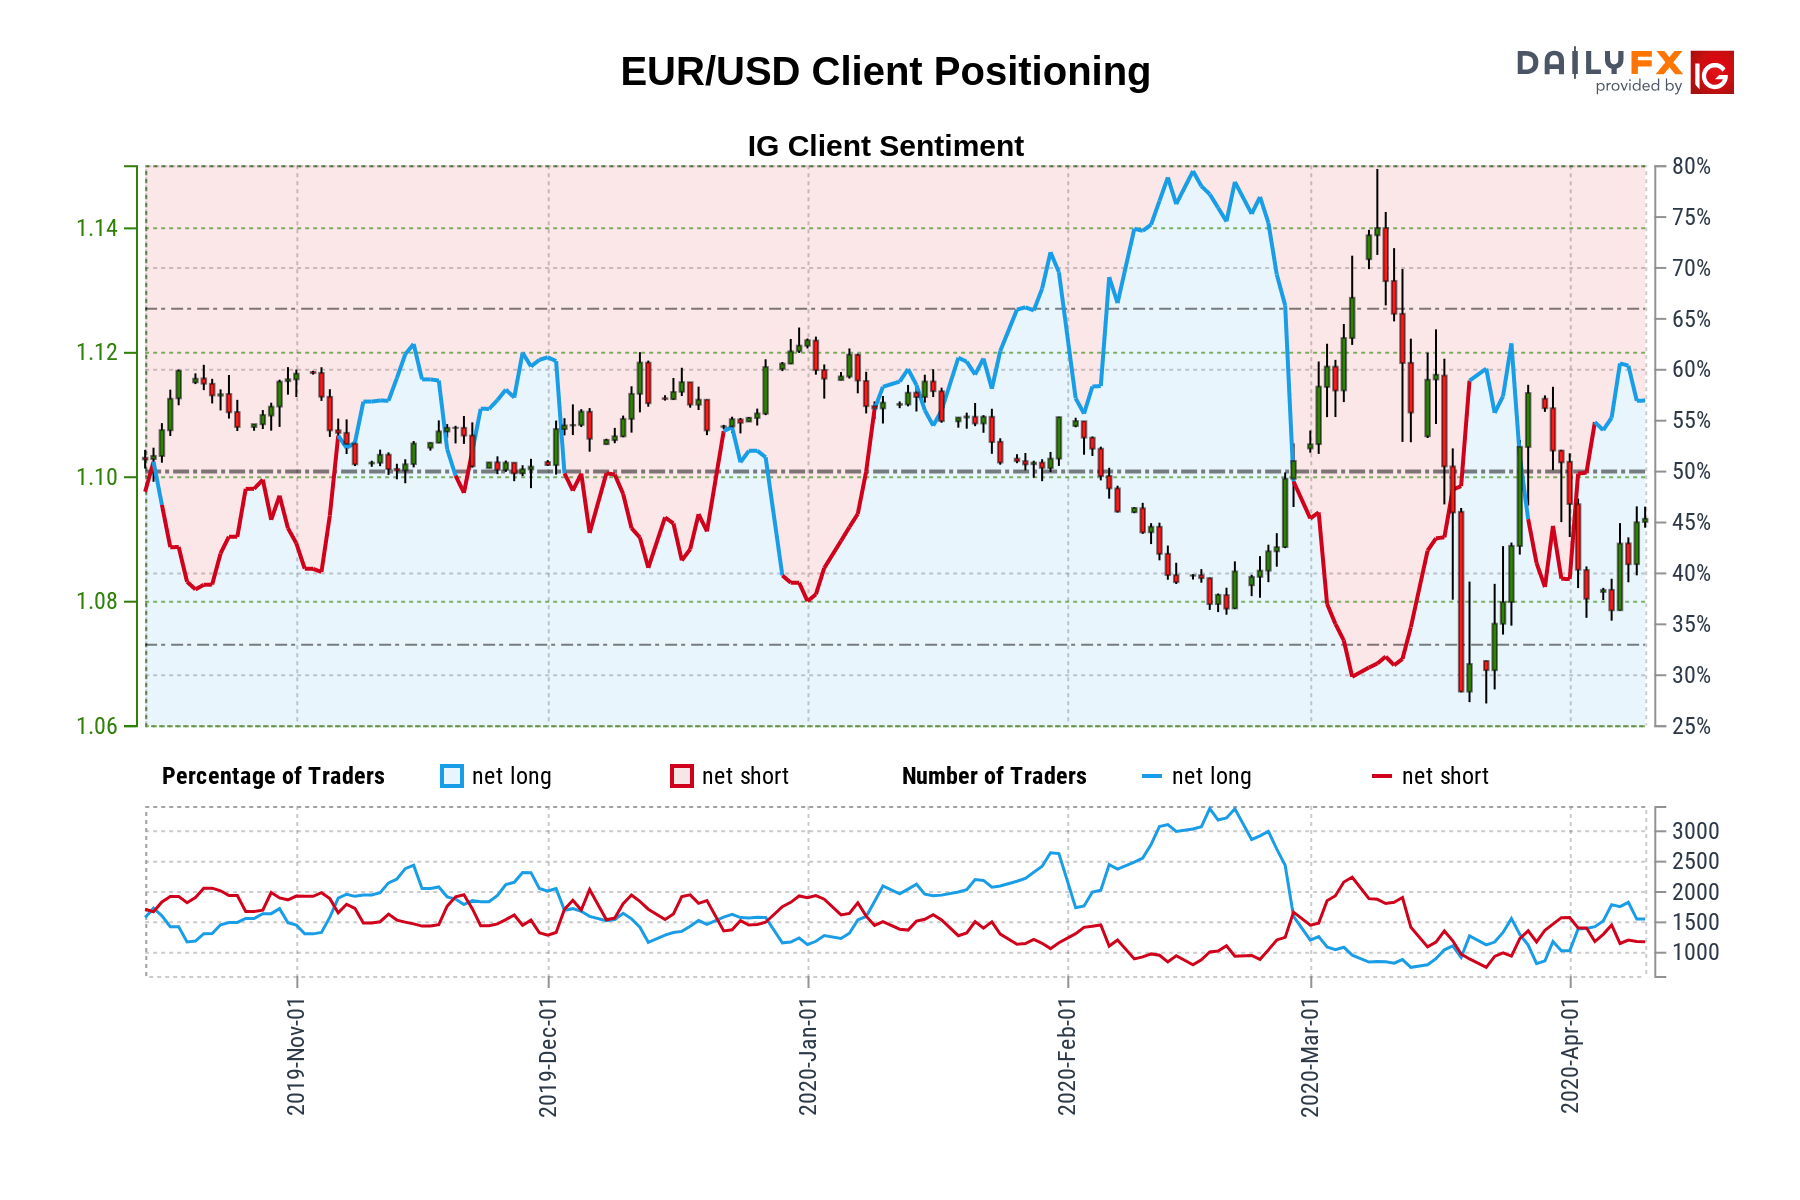 EUR/USD Client Positioning
DAILYFX
provided by IG
IG Client Sentiment
1.14
1.12
1.10
1.08
1.06
80%
75%
70%
65%
60%
55%
50%
45%
40%
35%
30%
25%
Percentage of Traders net long net short Number of Traders net long net short
3000
2500
2000
1500
1000
2019-Nov-01
2019-Dec-01
2020-Jan-01
2020-Feb-01
2020-Mar-01
2020-Apr-01